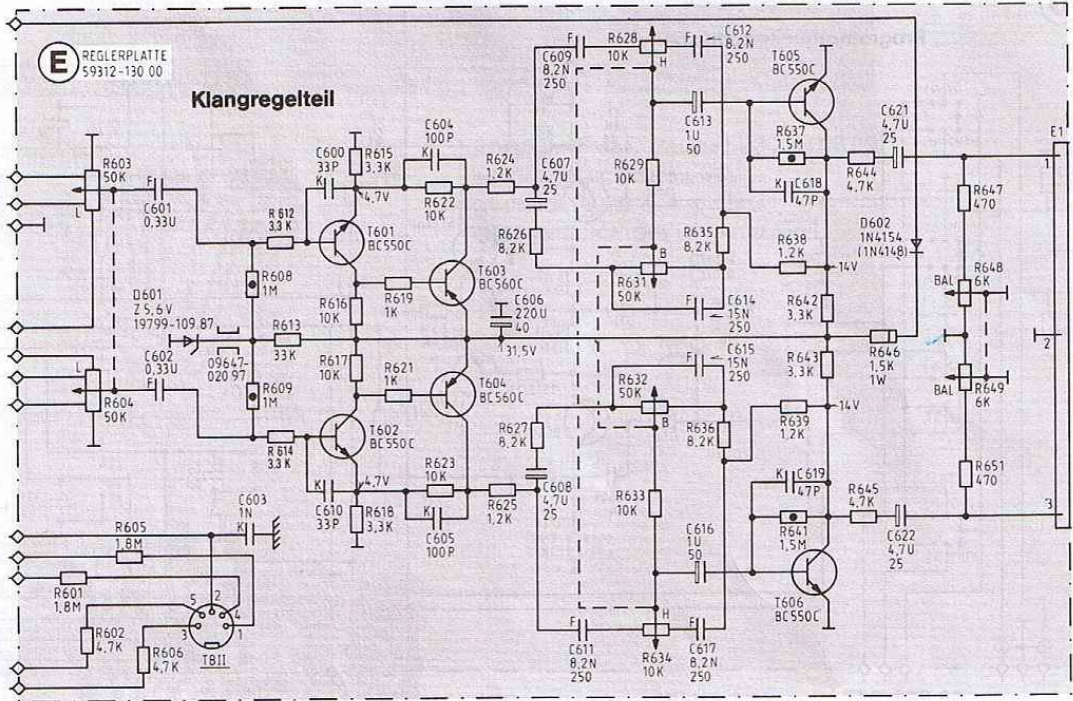 E
REGLERPLATTE
59312-130 00
Klangregelteil
R603
50K
L
F
C601
0,33U
R 612
3,3 K
R608
1M
D601
Z 5,6 V
19799-109.87
09647-
020 97
R613
33K
C602
0,33U
F
L
R604
50K
R609
1M
R 614
3,3 K
C600
33P
K
R615
3,3K
4,7V
T601
BC550C
R616
10K
R617
10K
T602
BC550C
K
C610
33P
4,7V
R618
3,3K
C604
100P
K
R622
10K
R619
1K
T603
BC560C
C606
220U
40
31,5V
R621
1K
T604
BC560C
R623
10K
K
C605
100P
R624
1,2K
C607
4,7U
25
R626
8,2K
R627
8,2K
C608
4,7U
25
R625
1,2K
F
C609
8,2N
250
R628
10K
H
F
C612
8,2N
250
C613
1U
50
R629
10K
B
R631
50K
R635
8,2K
F
C614
15N
250
C615
15N
250
F
R632
50K
B
R636
8,2K
R633
10K
C616
1U
50
H
F
C611
8,2N
250
R634
10K
F
C617
8,2N
250
T605
BC550C
R637
1,5M
K
C618
47P
R638
1,2K
14V
R642
3,3K
R643
3,3K
14V
R639
1,2K
K
C619
47P
R641
1,5M
T606
BC550C
R644
4,7K
C621
4,7U
25
D602
1N4154
(1N4148)
R646
1,5K
1W
R645
4,7K
C622
4,7U
25
R647
470
R648
6K
BAL
BAL
R649
6K
R651
470
E1
1
2
3
C603
1N
K
R605
1,8M
R601
1,8M
R602
4,7K
R606
4,7K
5
2
4
3
1
TBII